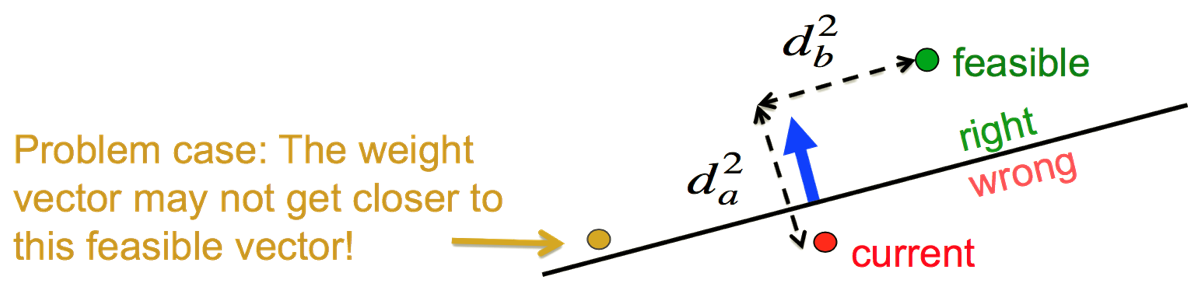 d_b^2
feasible
right
wrong
d_a^2
Problem case: The weight
vector may not get closer to
this feasible vector!
current